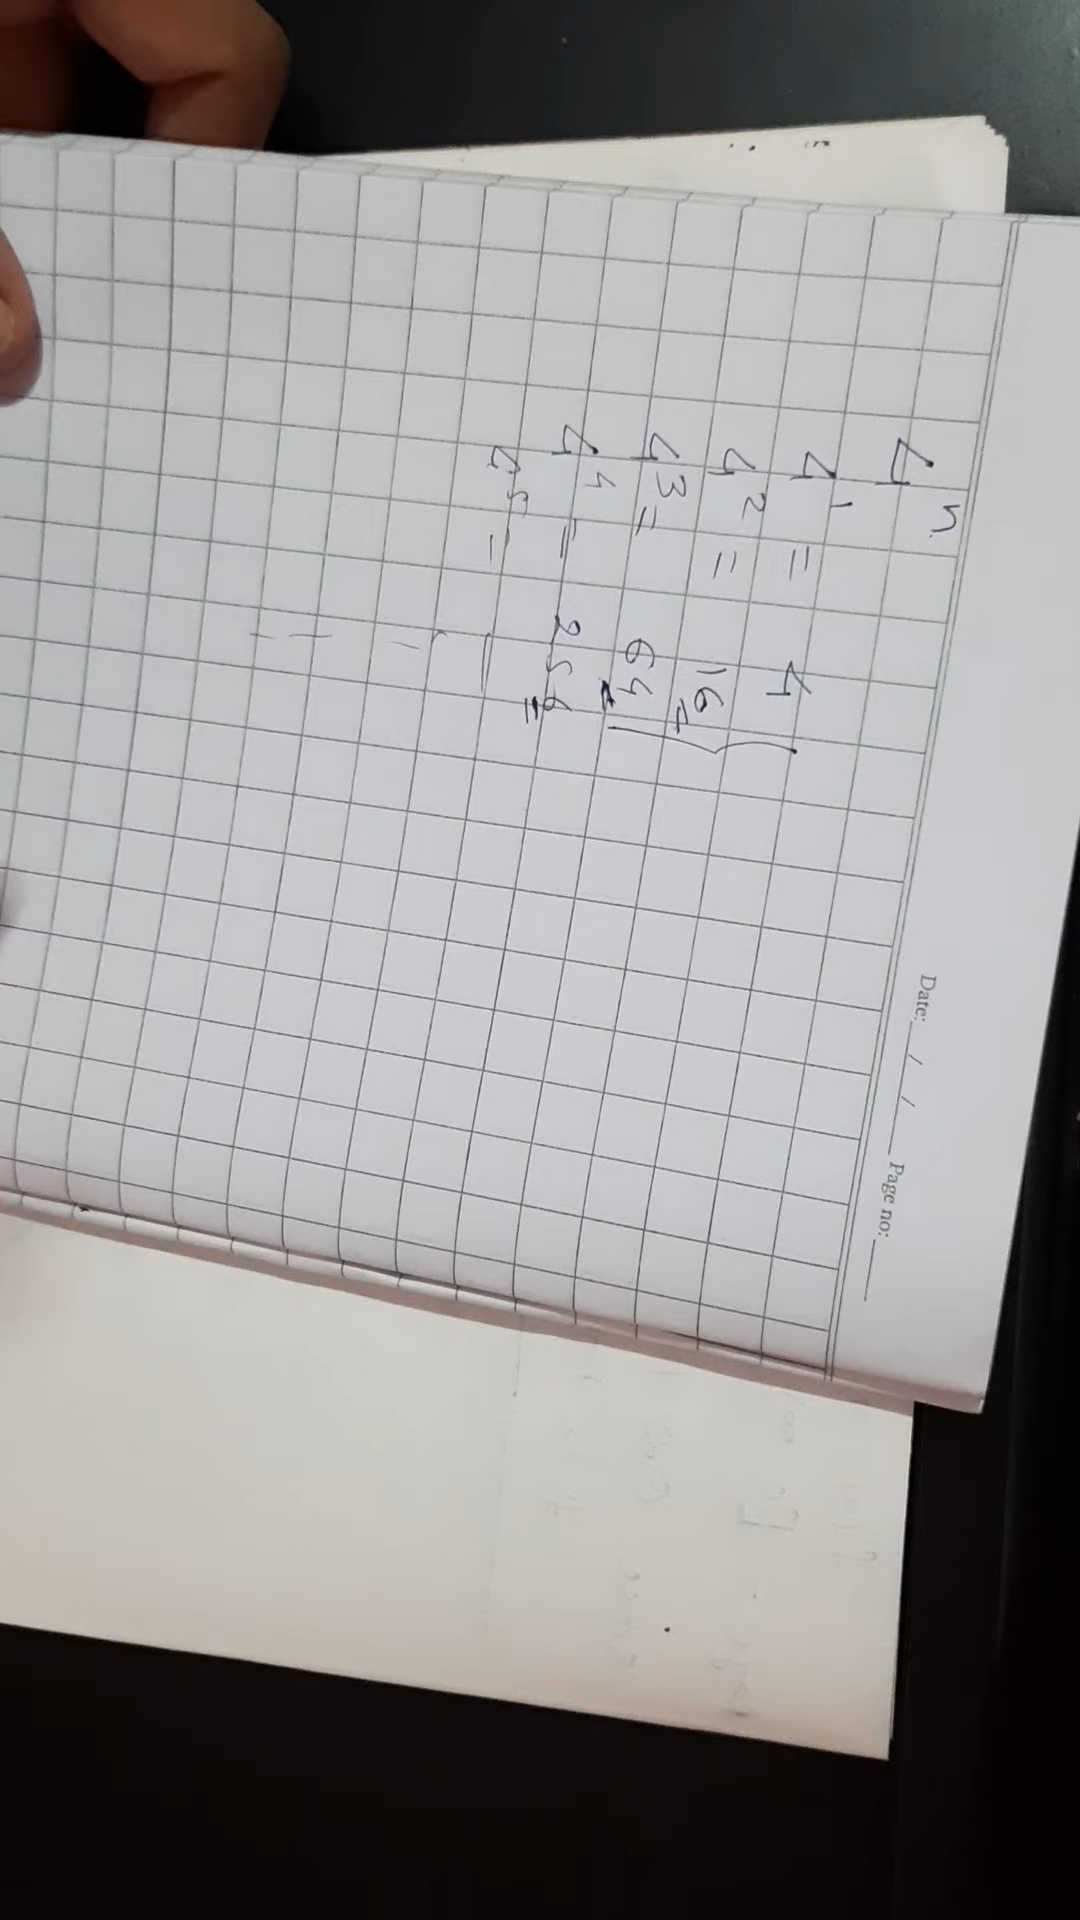 Date: / / Page no:
4ⁿ
4¹ = 4
4² = 16
4³ = 64
4⁴ = 256
4⁵ =